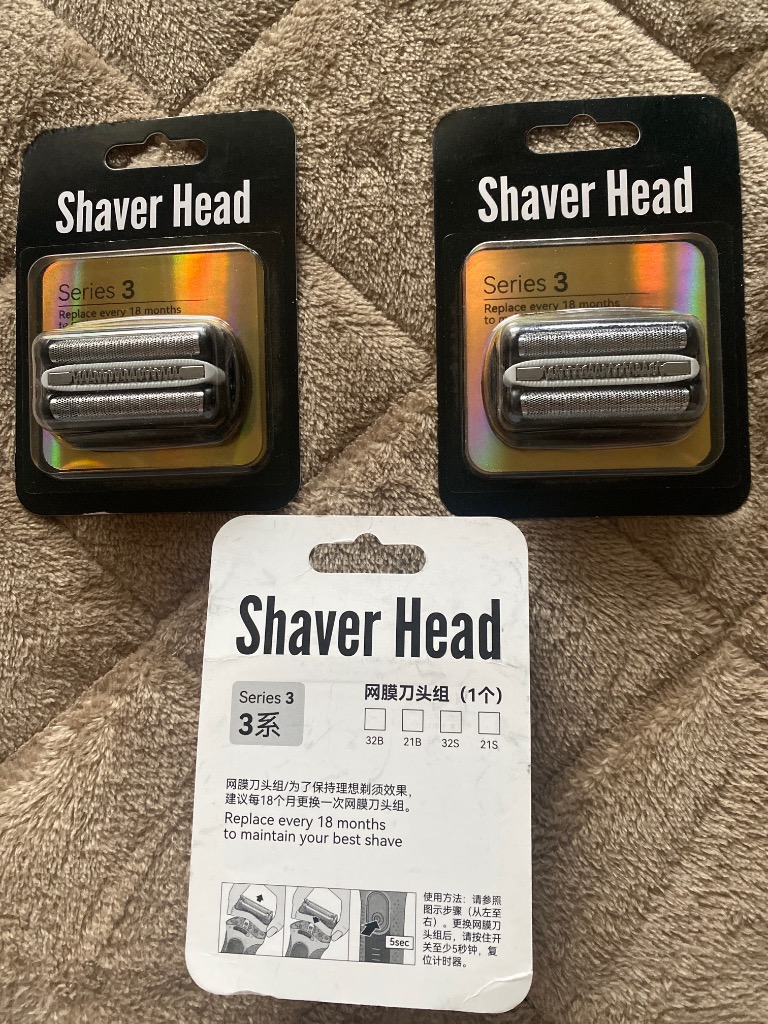 Shaver Head
Series 3
Replace every 18 months
Shaver Head
Series 3
Replace every 18 months
Shaver Head
Series 3
3系
网膜刀头组（1个）
32B 21B 32S 21S
网膜刀头组/为了保持理想剃须效果，
建议每18个月更换一次网膜刀头组。
Replace every 18 months
to maintain your best shave
5sec
使用方法：请参照
图示步骤（从左至
右）。更换网膜刀
头组后，请按住开
关至少5秒钟，复
位计时器。